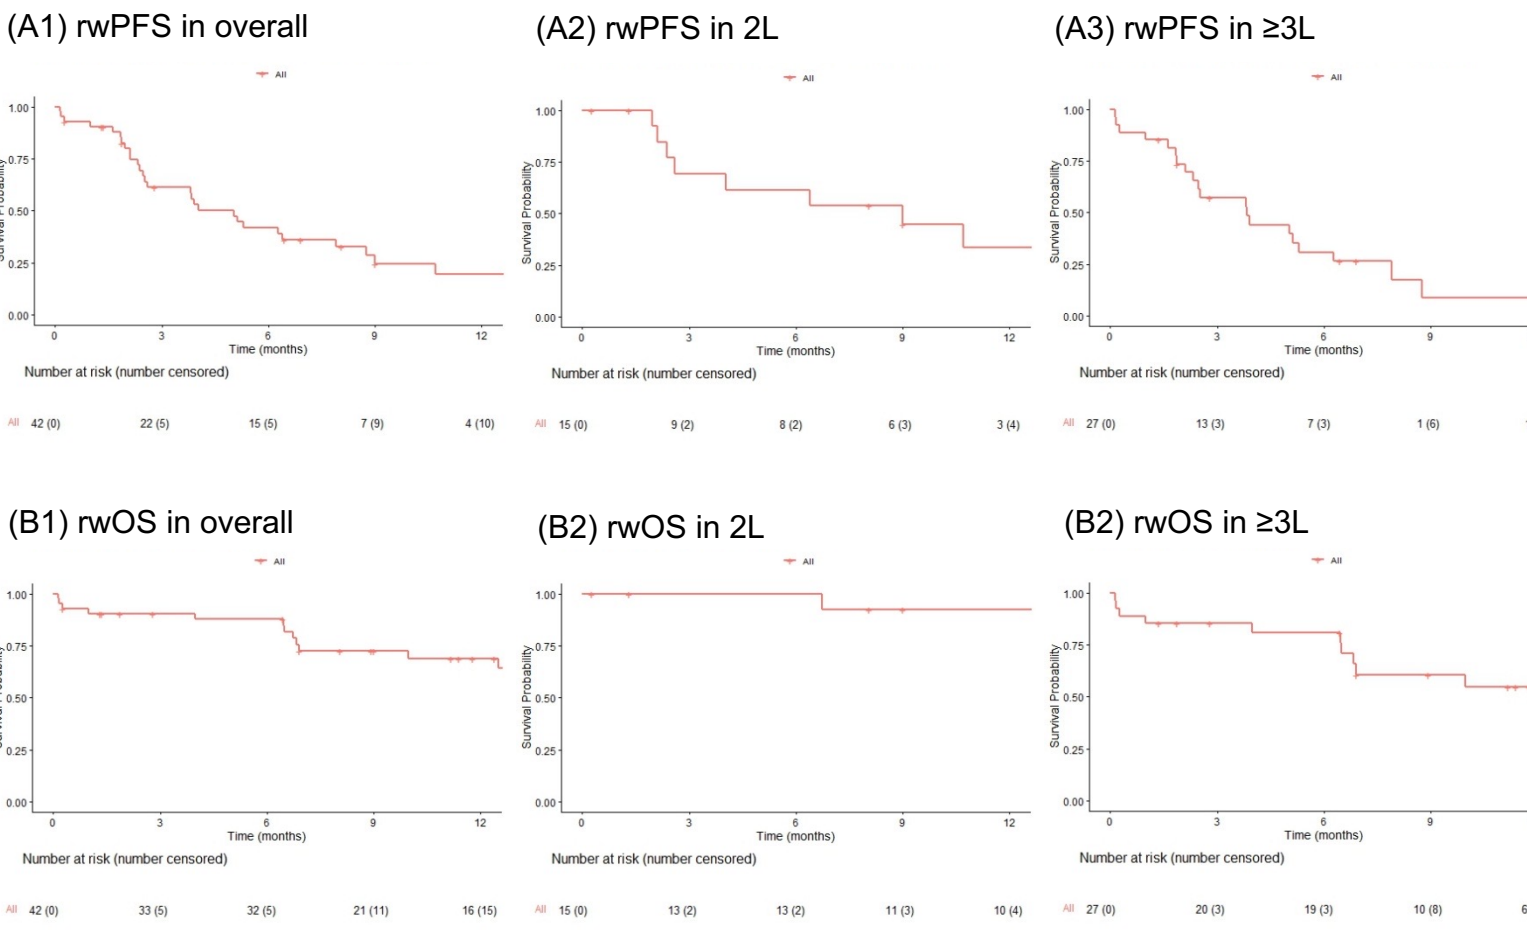 (A1) rwPFS in overall
All
Survival Probability
1.00
0.75
0.50
0.25
0.00
0 3 6 9 12
Time (months)
Number at risk (number censored)
All 42 (0) 22 (5) 15 (5) 7 (9) 4 (10)
(A2) rwPFS in 2L
All
Survival Probability
1.00
0.75
0.50
0.25
0.00
0 3 6 9 12
Time (months)
Number at risk (number censored)
All 15 (0) 9 (2) 8 (2) 6 (3) 3 (4)
(A3) rwPFS in ≥3L
All
Survival Probability
1.00
0.75
0.50
0.25
0.00
0 3 6 9
Time (months)
Number at risk (number censored)
All 27 (0) 13 (3) 7 (3) 1 (6)
(B1) rwOS in overall
All
Survival Probability
1.00
0.75
0.50
0.25
0.00
0 3 6 9 12
Time (months)
Number at risk (number censored)
All 42 (0) 33 (5) 32 (5) 21 (11) 16 (15)
(B2) rwOS in 2L
All
Survival Probability
1.00
0.75
0.50
0.25
0.00
0 3 6 9 12
Time (months)
Number at risk (number censored)
All 15 (0) 13 (2) 13 (2) 11 (3) 10 (4)
(B2) rwOS in ≥3L
All
Survival Probability
1.00
0.75
0.50
0.25
0.00
0 3 6 9
Time (months)
Number at risk (number censored)
All 27 (0) 20 (3) 19 (3) 10 (8) 6